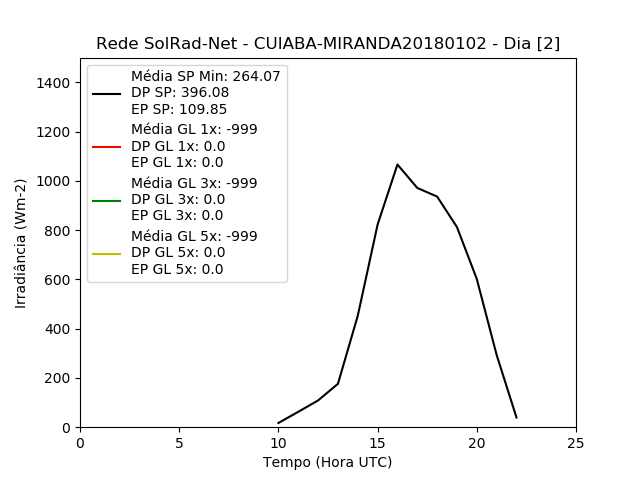 Rede SolRad-Net - CUIABA-MIRANDA20180102 - Dia [2]
Média SP Min: 264.07
DP SP: 396.08
EP SP: 109.85
Média GL 1x: -999
DP GL 1x: 0.0
EP GL 1x: 0.0
Média GL 3x: -999
DP GL 3x: 0.0
EP GL 3x: 0.0
Média GL 5x: -999
DP GL 5x: 0.0
EP GL 5x: 0.0
Irradiância (Wm-2)
1400
1200
1000
800
600
400
200
0
0 5 10 15 20 25
Tempo (Hora UTC)